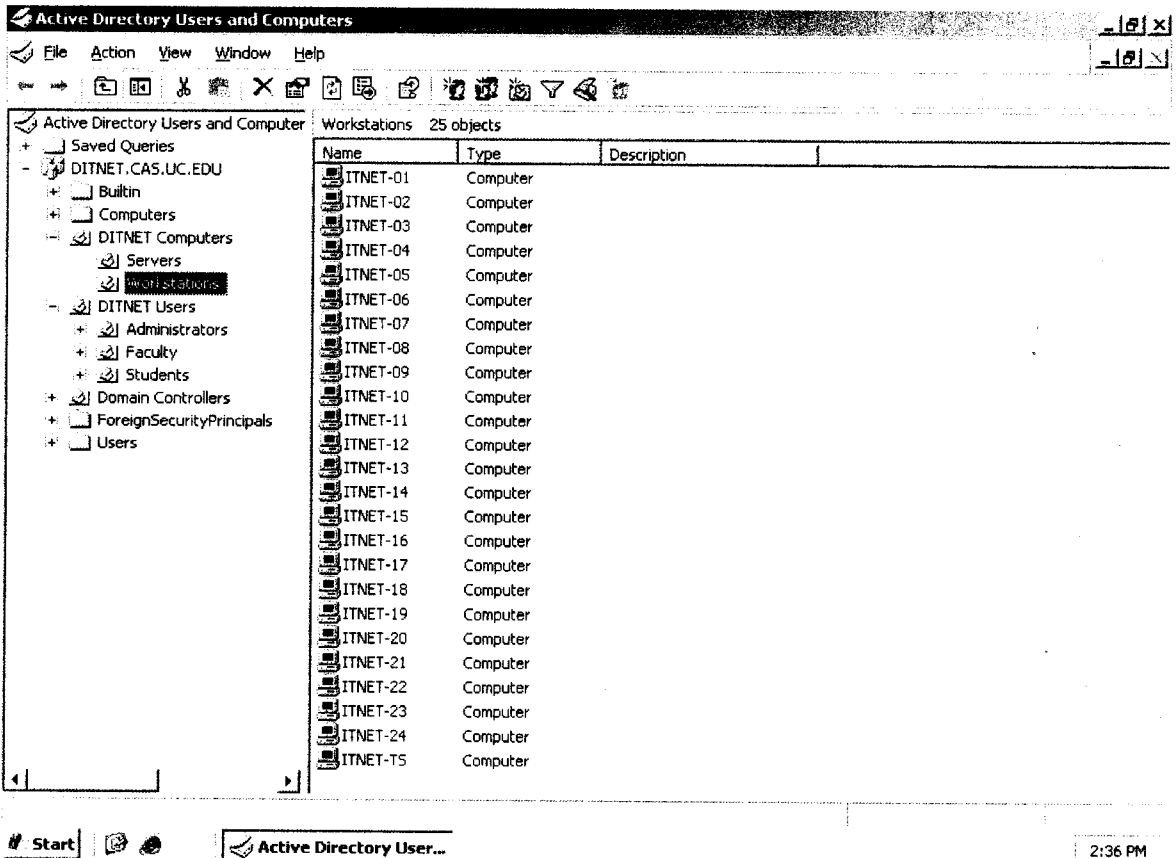 Active Directory Users and Computers
File Action View Window Help
Active Directory Users and Computer
Saved Queries
DITNET.CAS.UC.EDU
Builtin
Computers
DITNET Computers
Servers
Workstations
DITNET Users
Administrators
Faculty
Students
Domain Controllers
ForeignSecurityPrincipals
Users
Workstations 25 objects
Name Type Description
ITNET-01 Computer
ITNET-02 Computer
ITNET-03 Computer
ITNET-04 Computer
ITNET-05 Computer
ITNET-06 Computer
ITNET-07 Computer
ITNET-08 Computer
ITNET-09 Computer
ITNET-10 Computer
ITNET-11 Computer
ITNET-12 Computer
ITNET-13 Computer
ITNET-14 Computer
ITNET-15 Computer
ITNET-16 Computer
ITNET-17 Computer
ITNET-18 Computer
ITNET-19 Computer
ITNET-20 Computer
ITNET-21 Computer
ITNET-22 Computer
ITNET-23 Computer
ITNET-24 Computer
ITNET-TS Computer
Start Active Directory User... 2:36 PM